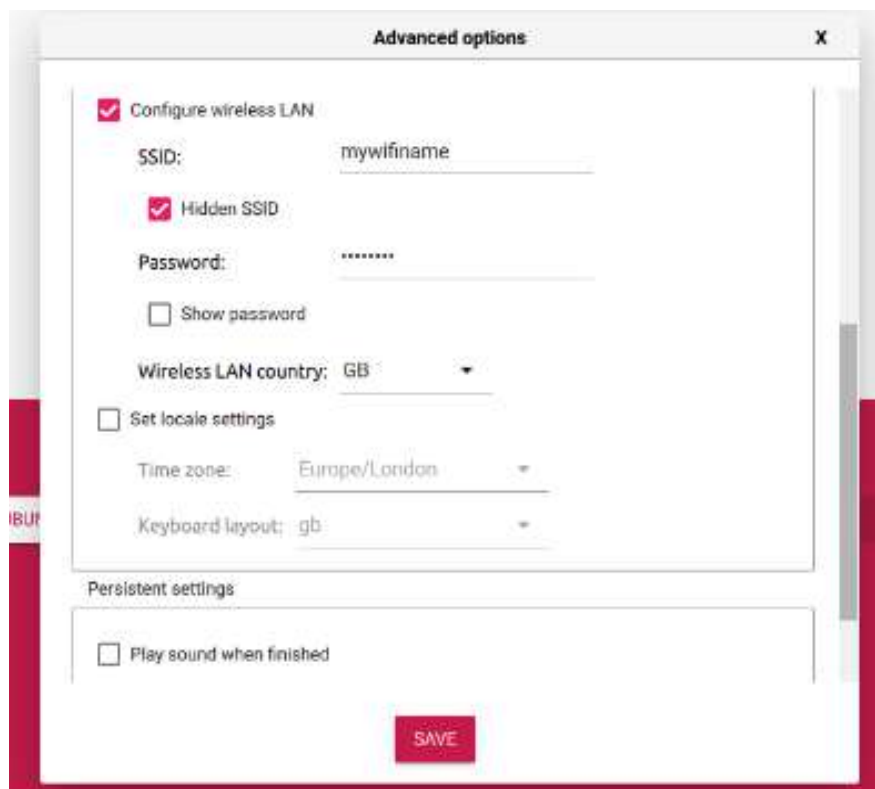 Advanced options X
Configure wireless LAN
SSID: mywifiname
Hidden SSID
Password: ••••••••
Show password
Wireless LAN country: GB
Set locale settings
Time zone: Europe/London
Keyboard layout: gb
Persistent settings
Play sound when finished
SAVE